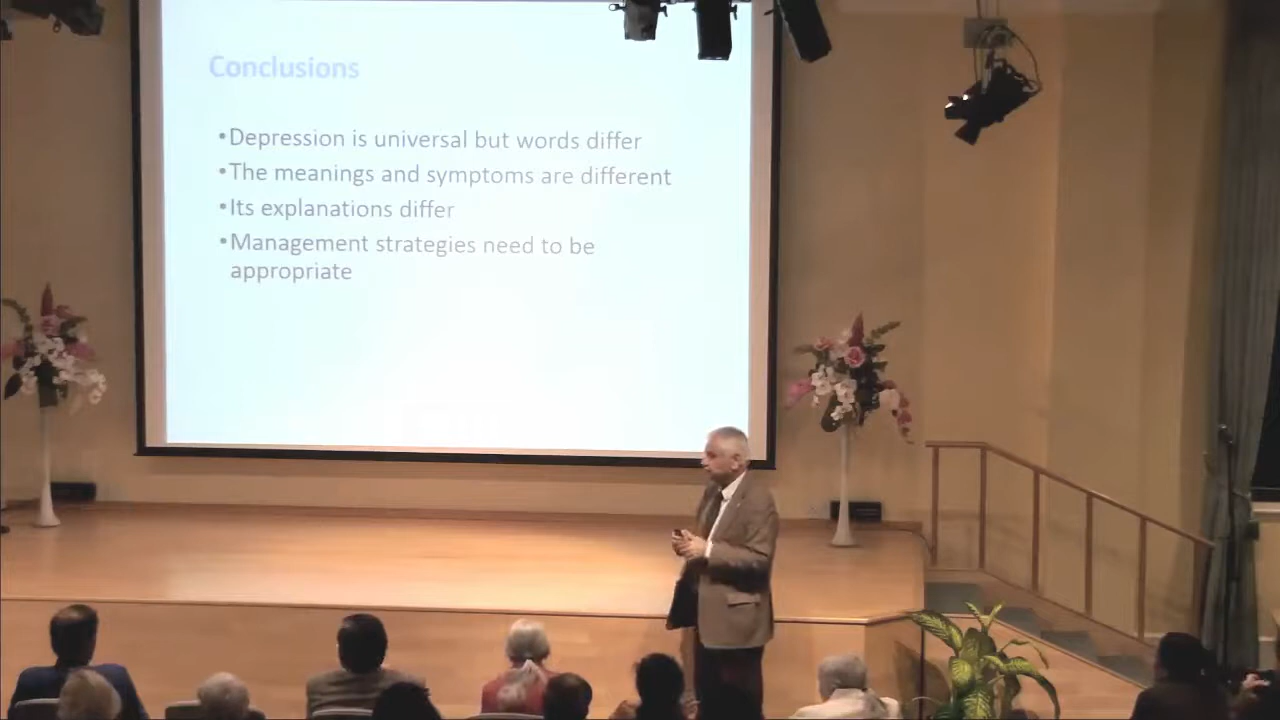 Conclusions
•Depression is universal but words differ
•The meanings and symptoms are different
•Its explanations differ
•Management strategies need to be
appropriate